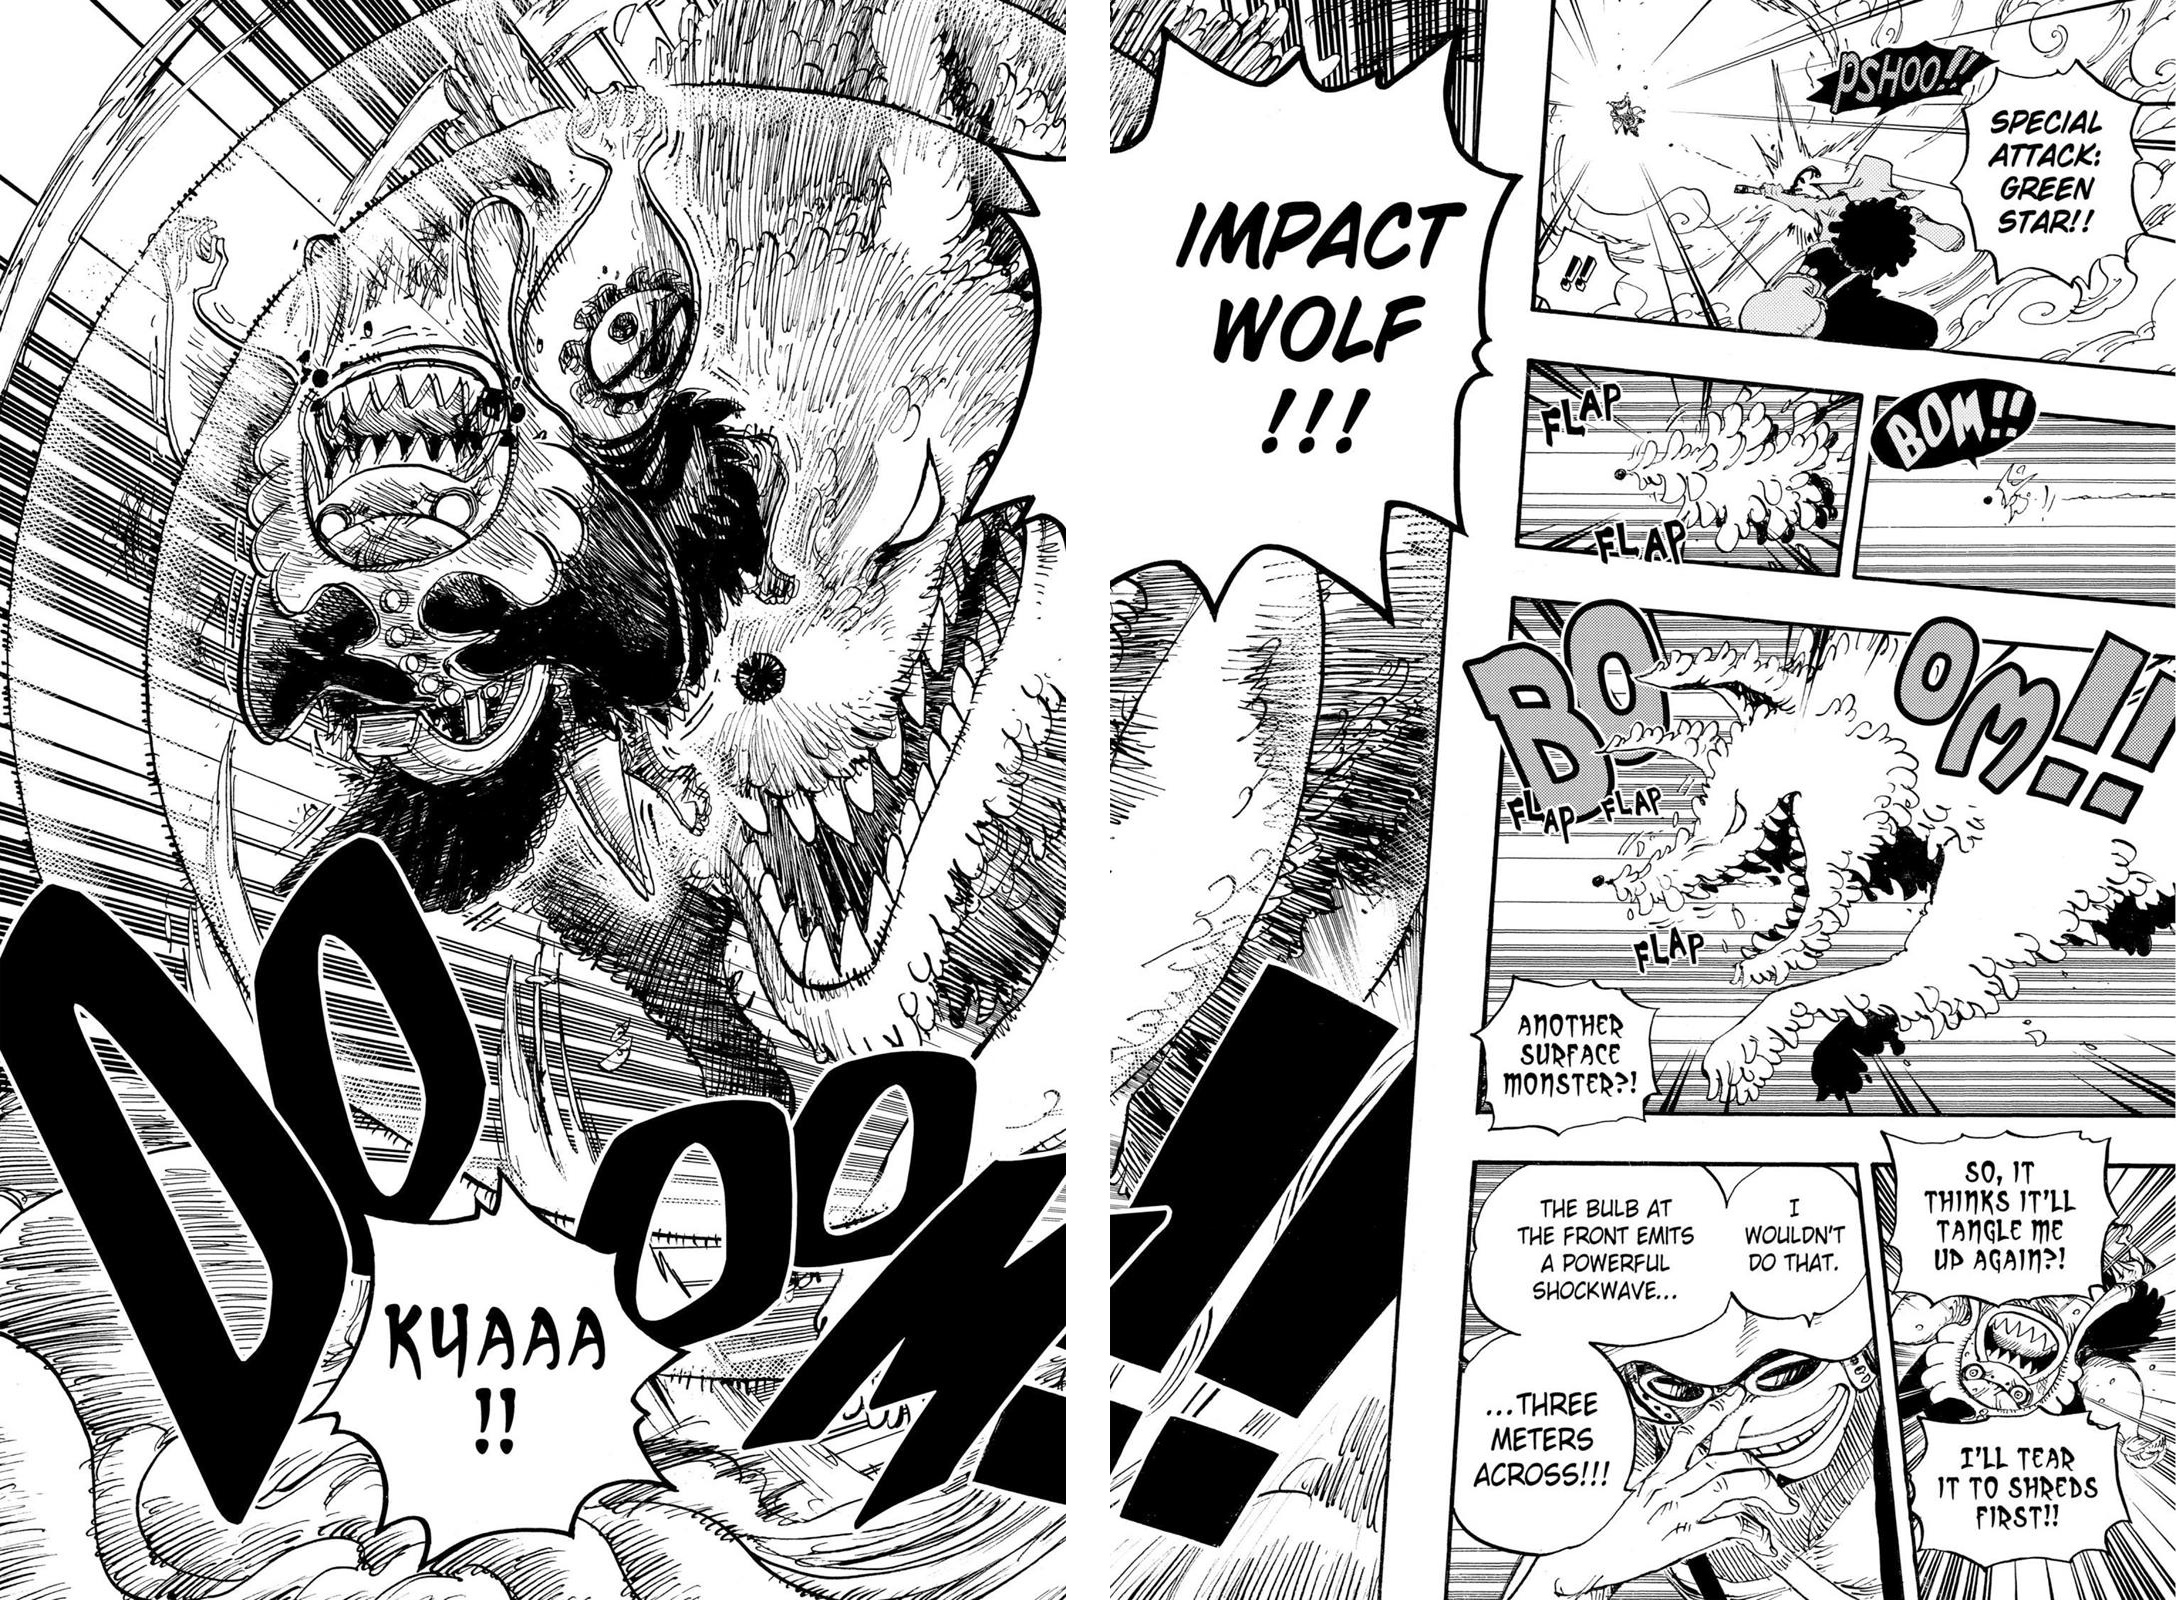 PSHOO!!
SPECIAL
ATTACK:
GREEN
STAR!!
!!
BOM!!
FLAP
FLAP
BOOM!!
FLAP FLAP
FLAP
ANOTHER
SURFACE
MONSTER?!
SO, IT
THINKS IT'LL
TANGLE ME
UP AGAIN?!
I'LL TEAR
IT TO SHREDS
FIRST!!
I
WOULDN'T
DO THAT.
THE BULB AT
THE FRONT EMITS
A POWERFUL
SHOCKWAVE...
...THREE
METERS
ACROSS!!!
IMPACT
WOLF
!!!
DOOOOM!!
KYAAA
!!